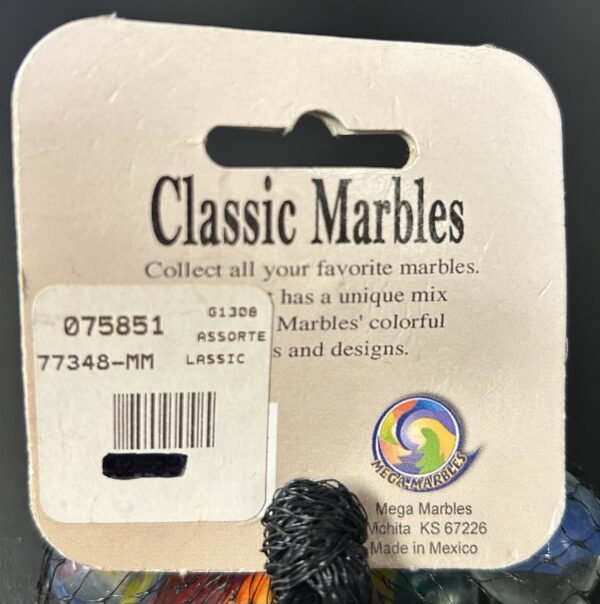 Classic Marbles
Collect all your favorite marbles.
has a unique mix
Marbles' colorful
s and designs.
G1308
075851
ASSORTE
77348-MM
LASSIC
MEGA-MARBLES
Mega Marbles
chita KS 67226
Made in Mexico